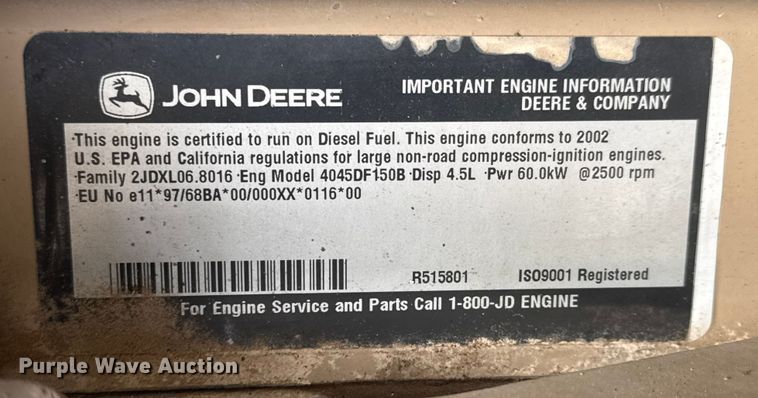 JOHN DEERE
IMPORTANT ENGINE INFORMATION
DEERE & COMPANY
·This engine is certified to run on Diesel Fuel. This engine conforms to 2002
U.S. EPA and California regulations for large non-road compression-ignition engines.
·Family 2JDXL06.8016 ·Eng Model 4045DF150B ·Disp 4.5L ·Pwr 60.0kW @2500 rpm
·EU No e11*97/68BA*00/000XX*0116*00
R515801 ISO9001 Registered
For Engine Service and Parts Call 1-800-JD ENGINE
Purple Wave Auction